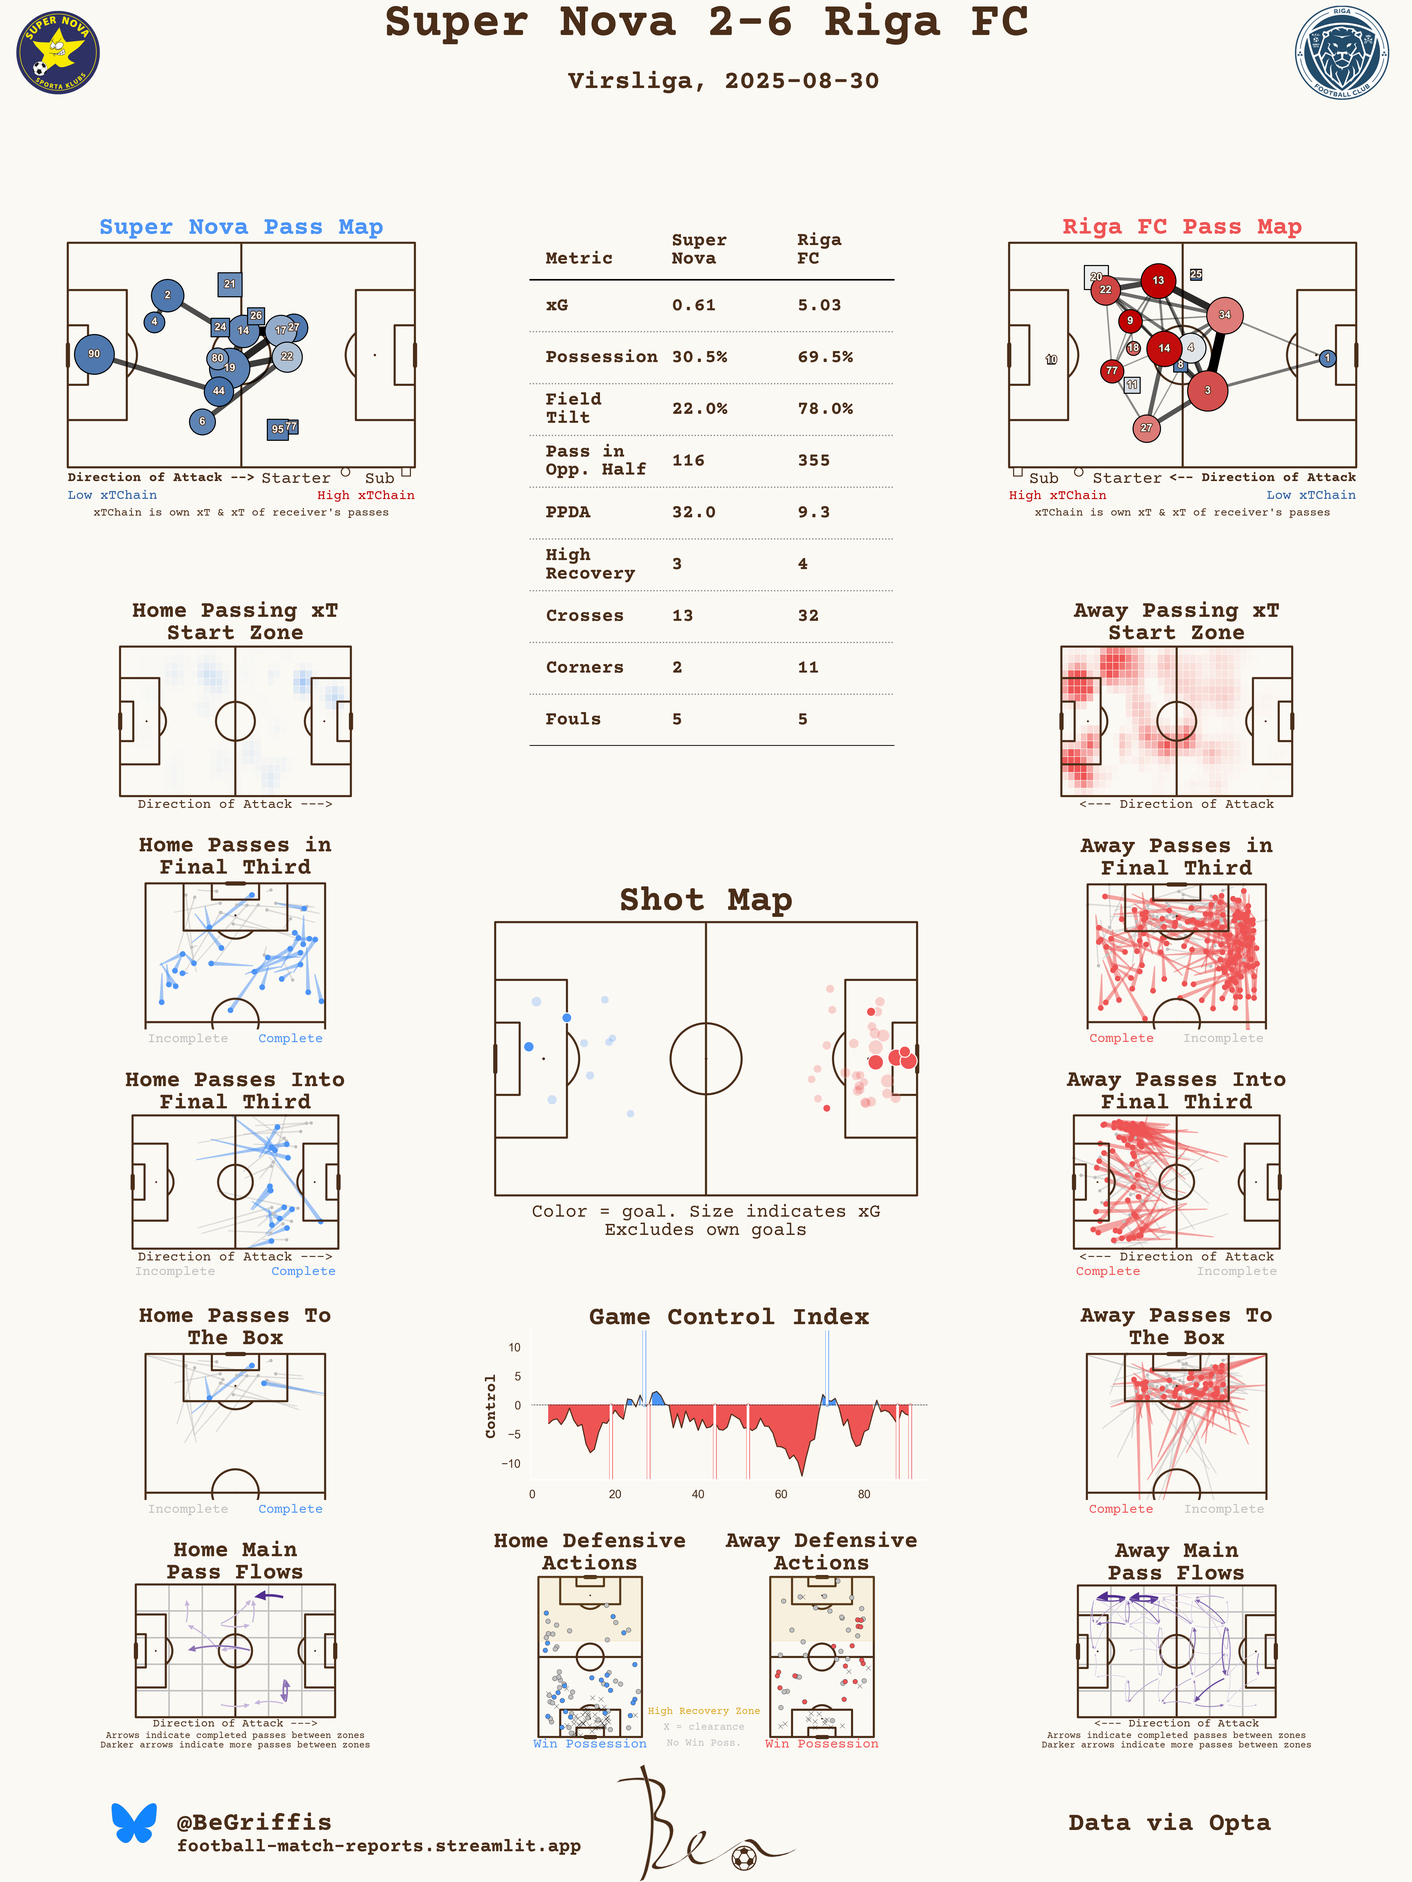 Super Nova 2-6 Riga FC
Virsliga, 2025-08-30
SUPER NOVA
SPORTA KLUBS
RIGA
FOOTBALL CLUB
Super Nova Pass Map
2
4
90
21
24
14
26
17
27
80
19
22
44
6
95
77
Direction of Attack --> Starter Sub
Low xTChain High xTChain
xTChain is own xT & xT of receiver's passes
Metric Super Nova Riga FC
xG 0.61 5.03
Possession 30.5% 69.5%
Field Tilt 22.0% 78.0%
Pass in Opp. Half 116 355
PPDA 32.0 9.3
High Recovery 3 4
Crosses 13 32
Corners 2 11
Fouls 5 5
Riga FC Pass Map
20
22
13
25
9
34
18
14
4
10
77
11
8
1
3
27
Sub Starter <-- Direction of Attack
High xTChain Low xTChain
xTChain is own xT & xT of receiver's passes
Home Passing xT
Start Zone
Direction of Attack --->
Away Passing xT
Start Zone
<--- Direction of Attack
Home Passes in
Final Third
Incomplete Complete
Away Passes in
Final Third
Complete Incomplete
Shot Map
Color = goal. Size indicates xG
Excludes own goals
Home Passes Into
Final Third
Direction of Attack --->
Incomplete Complete
Away Passes Into
Final Third
<--- Direction of Attack
Complete Incomplete
Home Passes To
The Box
Incomplete Complete
Game Control Index
Control
10
5
0
−5
−10
0 20 40 60 80
Away Passes To
The Box
Complete Incomplete
Home Main
Pass Flows
Direction of Attack --->
Arrows indicate completed passes between zones
Darker arrows indicate more passes between zones
Home Defensive
Actions
Win Possession
Away Defensive
Actions
Win Possession
High Recovery Zone
X = clearance
No Win Poss.
Away Main
Pass Flows
<--- Direction of Attack
Arrows indicate completed passes between zones
Darker arrows indicate more passes between zones
@BeGriffis
football-match-reports.streamlit.app
Ben
Data via Opta